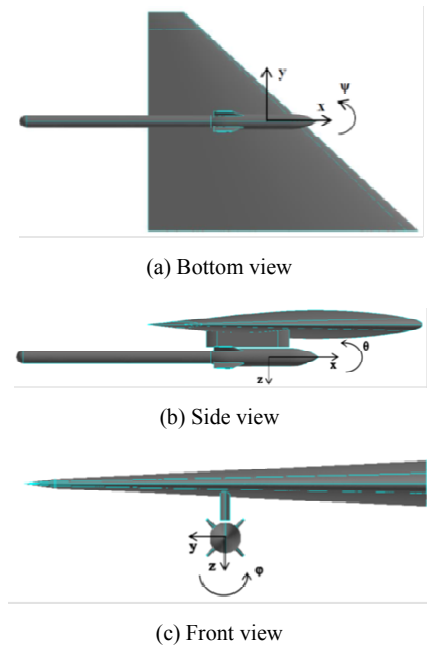 y
ψ
x
(a) Bottom view
θ
x
z
(b) Side view
y
z
φ
(c) Front view